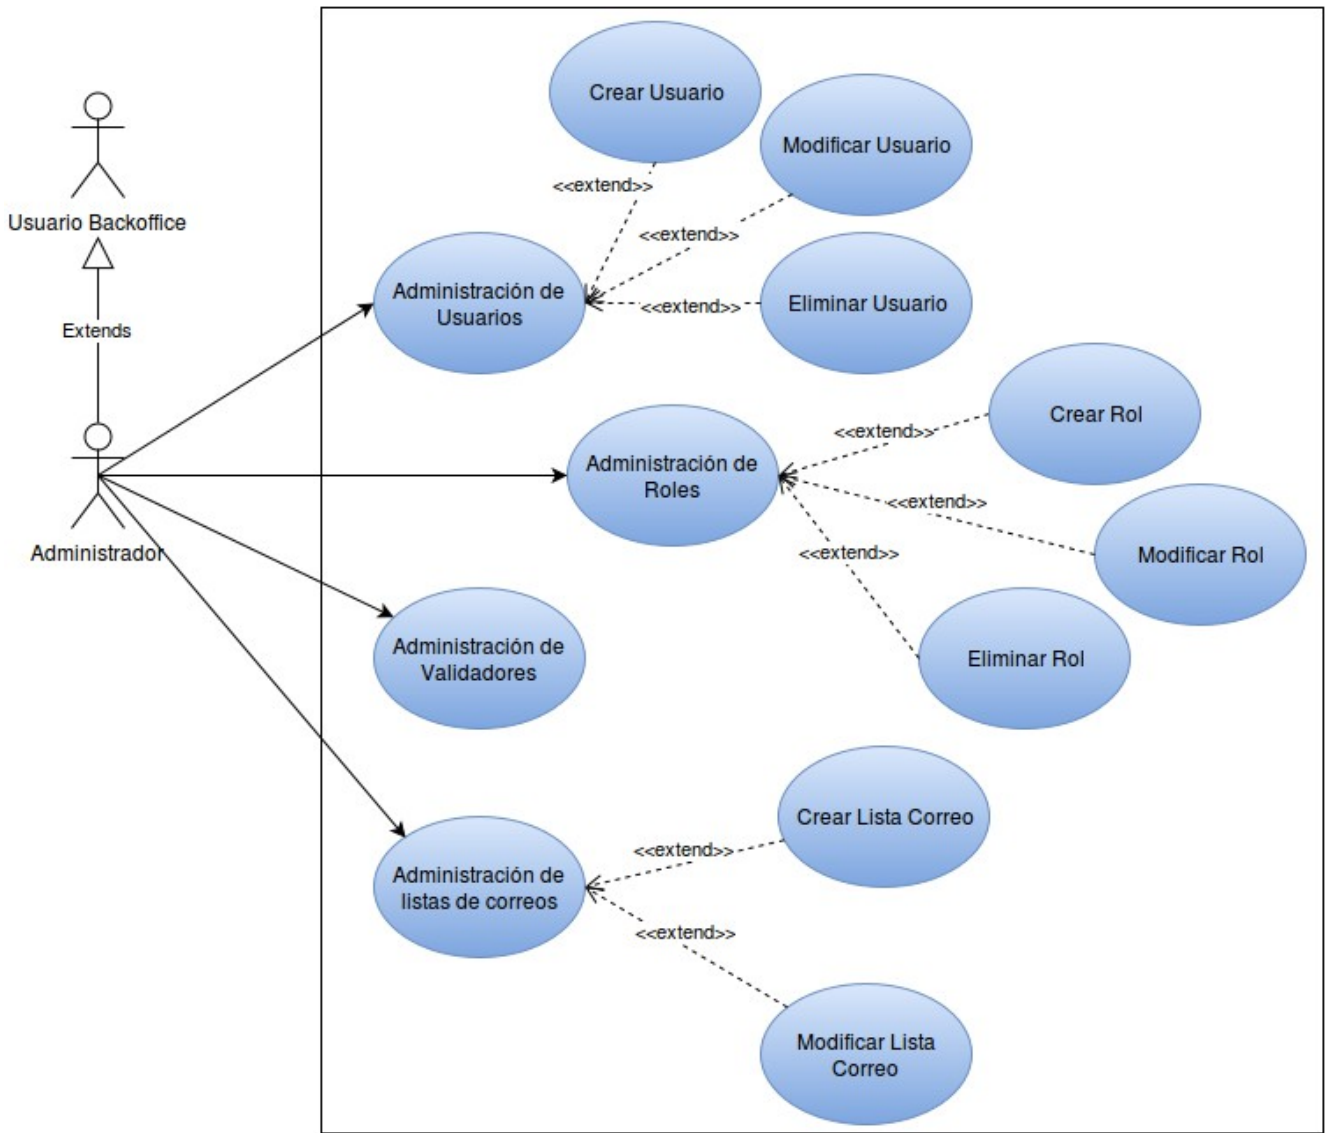 Crear Usuario
Modificar Usuario
<<extend>>
Usuario Backoffice
<<extend>>
Administración de
Usuarios
<<extend>>
Eliminar Usuario
Extends
Crear Rol
<<extend>>
Administración de
Roles
<<extend>>
Administrador
<<extend>>
Modificar Rol
Administración de
Validadores
Eliminar Rol
Crear Lista Correo
<<extend>>
Administración de
listas de correos
<<extend>>
Modificar Lista
Correo